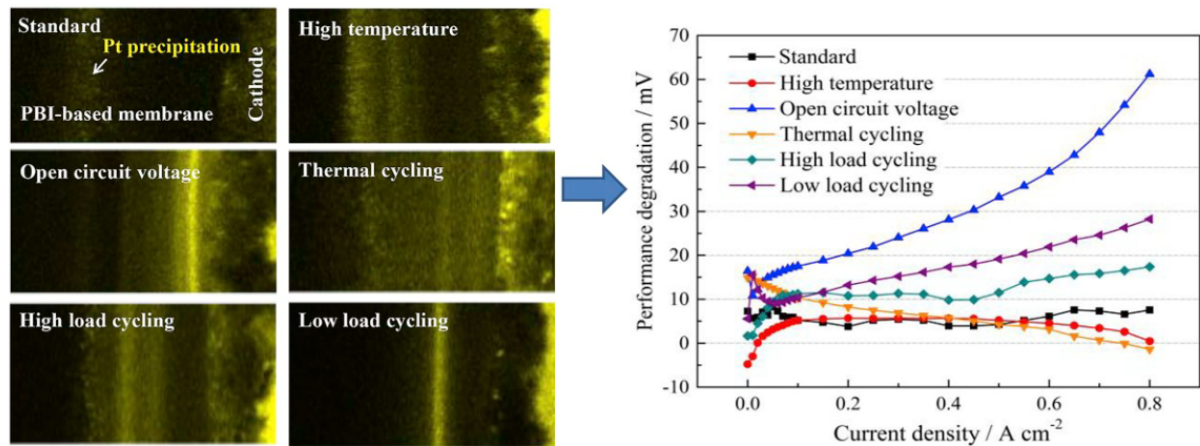 Standard
Pt precipitation
PBI-based membrane
Cathode
High temperature
Open circuit voltage
Thermal cycling
High load cycling
Low load cycling
Performance degradation / mV
70
60
50
40
30
20
10
0
-10
Standard
High temperature
Open circuit voltage
Thermal cycling
High load cycling
Low load cycling
0.0 0.2 0.4 0.6 0.8
Current density / A cm⁻²